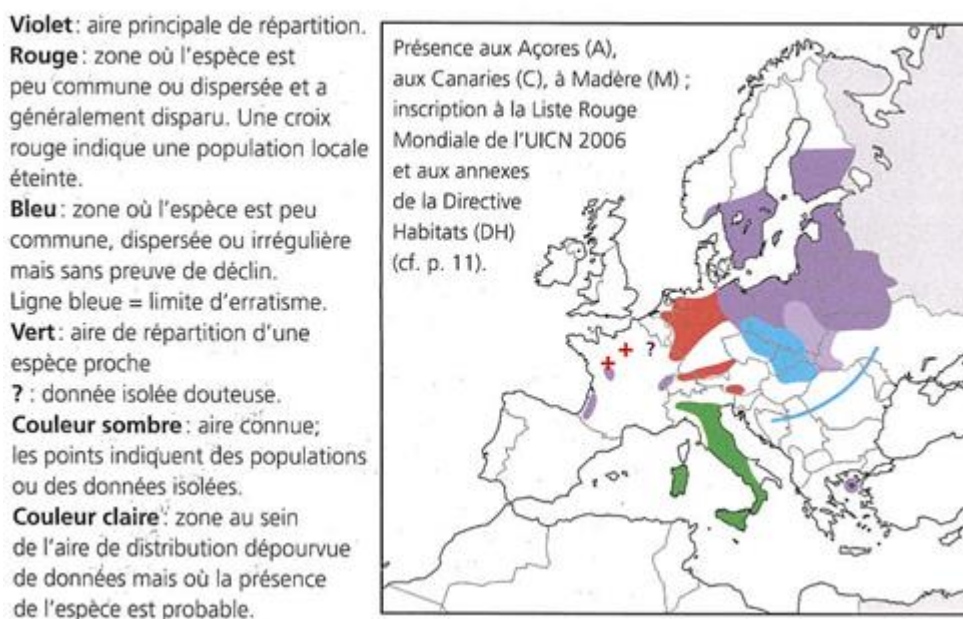 Violet : aire principale de répartition.
Rouge : zone où l'espèce est
peu commune ou dispersée et a
généralement disparu. Une croix
rouge indique une population locale
éteinte.
Bleu : zone où l'espèce est peu
commune, dispersée ou irrégulière
mais sans preuve de déclin.
Ligne bleue = limite d'erratisme.
Vert : aire de répartition d'une
espèce proche
? : donnée isolée douteuse.
Couleur sombre : aire connue;
les points indiquent des populations
ou des données isolées.
Couleur claire : zone au sein
de l'aire de distribution dépourvue
de données mais où la présence
de l'espèce est probable.
Présence aux Açores (A),
aux Canaries (C), à Madère (M) ;
inscription à la Liste Rouge
Mondiale de l'UICN 2006
et aux annexes
de la Directive
Habitats (DH)
(cf. p. 11).
?